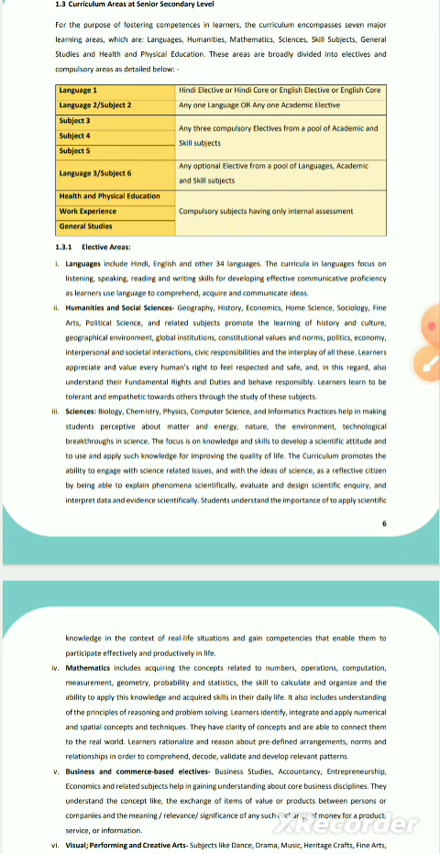 1.3 Curriculum Areas at Senior Secondary Level
For the purpose of fostering competences in learners, the curriculum encompasses seven major
learning areas, which are: Languages, Humanities, Mathematics, Sciences, Skill Subjects, General
Studies and Health and Physical Education. These areas are broadly divided into electives and
compulsory areas as detailed below: -
Language 1
Hindi Elective or Hindi Core or English Elective or English Core
Language 2/Subject 2
Any one Language OR Any one Academic Elective
Subject 3
Subject 4
Subject 5
Any three compulsory Electives from a pool of Academic and
Skill subjects
Language 3/Subject 6
Any optional Elective from a pool of Languages, Academic
and Skill subjects
Health and Physical Education
Work Experience
General Studies
Compulsory subjects having only internal assessment
1.3.1 Elective Areas:
i. Languages include Hindi, English and other 34 languages. The curricula in languages focus on
listening, speaking, reading and writing skills for developing effective communicative proficiency
as learners use language to comprehend, acquire and communicate ideas.
ii. Humanities and Social Sciences- Geography, History, Economics, Home Science, Sociology, Fine
Arts, Political Science, and related subjects promote the learning of history and culture,
geographical environment, global institutions, constitutional values and norms, politics, economy,
interpersonal and societal interactions, civic responsibilities and the interplay of all these. Learners
appreciate and value every human's right to feel respected and safe, and, in this regard, also
understand their Fundamental Rights and Duties and behave responsibly. Learners learn to be
tolerant and empathetic towards others through the study of these subjects.
iii. Sciences: Biology, Chemistry, Physics, Computer Science, and Informatics Practices help in making
students perceptive about matter and energy, nature, the environment, technological
breakthroughs in science. The focus is on knowledge and skills to develop a scientific attitude and
to use and apply such knowledge for improving the quality of life. The Curriculum promotes the
ability to engage with science related issues, and with the ideas of science, as a reflective citizen
by being able to explain phenomena scientifically, evaluate and design scientific enquiry, and
interpret data and evidence scientifically. Students understand the importance of to apply scientific
6
knowledge in the context of real-life situations and gain competencies that enable them to
participate effectively and productively in life.
iv. Mathematics includes acquiring the concepts related to numbers, operations, computation,
measurement, geometry, probability and statistics, the skill to calculate and organize and the
ability to apply this knowledge and acquired skills in their daily life. It also includes understanding
of the principles of reasoning and problem solving. Learners identify, integrate and apply numerical
and spatial concepts and techniques. They have clarity of concepts and are able to connect them
to the real world. Learners rationalize and reason about pre-defined arrangements, norms and
relationships in order to comprehend, decode, validate and develop relevant patterns.
v. Business and commerce-based electives- Business Studies, Accountancy, Entrepreneurship,
Economics and related subjects help in gaining understanding about core business disciplines. They
understand the concept like, the exchange of items of value or products between persons or
companies and the meaning / relevance/ significance of any such of money for a product,
service, or information.
XRecorder
vi. Visual; Performing and Creative Arts- Subjects like Dance, Drama, Music, Heritage Crafts, Fine Arts,